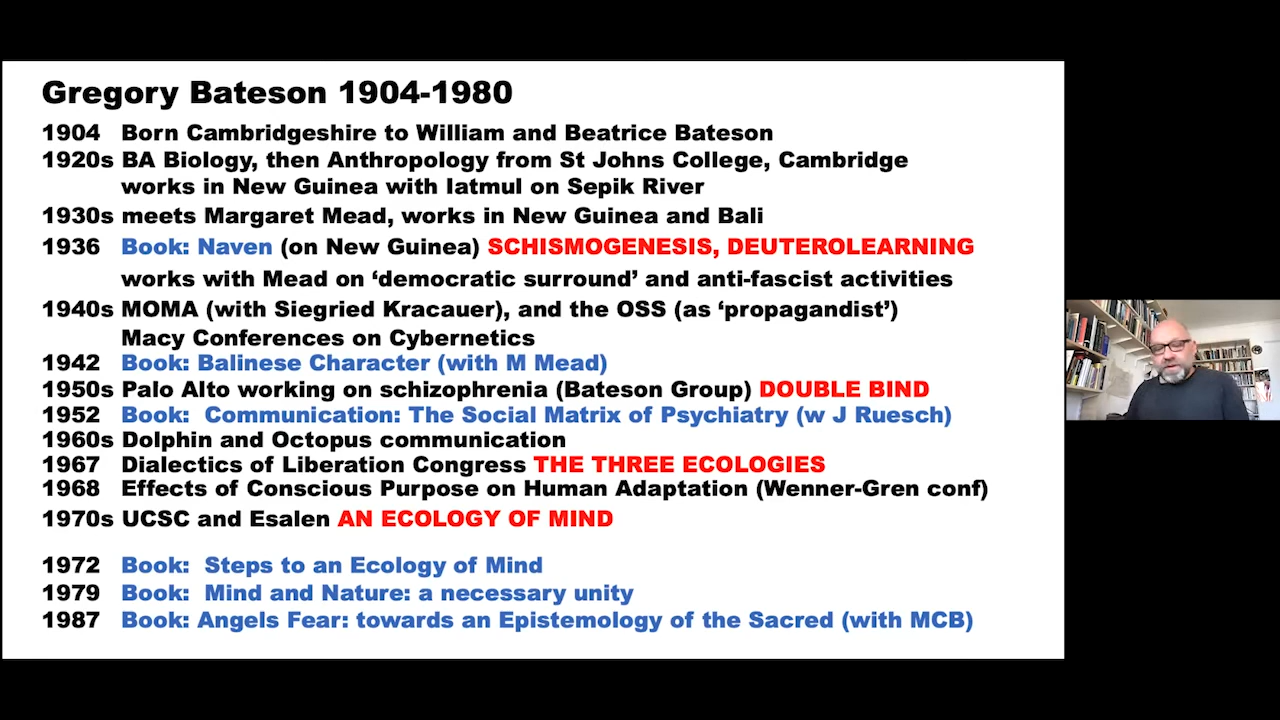 Gregory Bateson 1904-1980
1904 Born Cambridgeshire to William and Beatrice Bateson
1920s BA Biology, then Anthropology from St Johns College, Cambridge
works in New Guinea with Iatmul on Sepik River
1930s meets Margaret Mead, works in New Guinea and Bali
1936 Book: Naven (on New Guinea) SCHISMOGENESIS, DEUTEROLEARNING
works with Mead on ‘democratic surround’ and anti-fascist activities
1940s MOMA (with Siegried Kracauer), and the OSS (as ‘propagandist’)
Macy Conferences on Cybernetics
1942 Book: Balinese Character (with M Mead)
1950s Palo Alto working on schizophrenia (Bateson Group) DOUBLE BIND
1952 Book: Communication: The Social Matrix of Psychiatry (w J Ruesch)
1960s Dolphin and Octopus communication
1967 Dialectics of Liberation Congress THE THREE ECOLOGIES
1968 Effects of Conscious Purpose on Human Adaptation (Wenner-Gren conf)
1970s UCSC and Esalen AN ECOLOGY OF MIND
1972 Book: Steps to an Ecology of Mind
1979 Book: Mind and Nature: a necessary unity
1987 Book: Angels Fear: towards an Epistemology of the Sacred (with MCB)